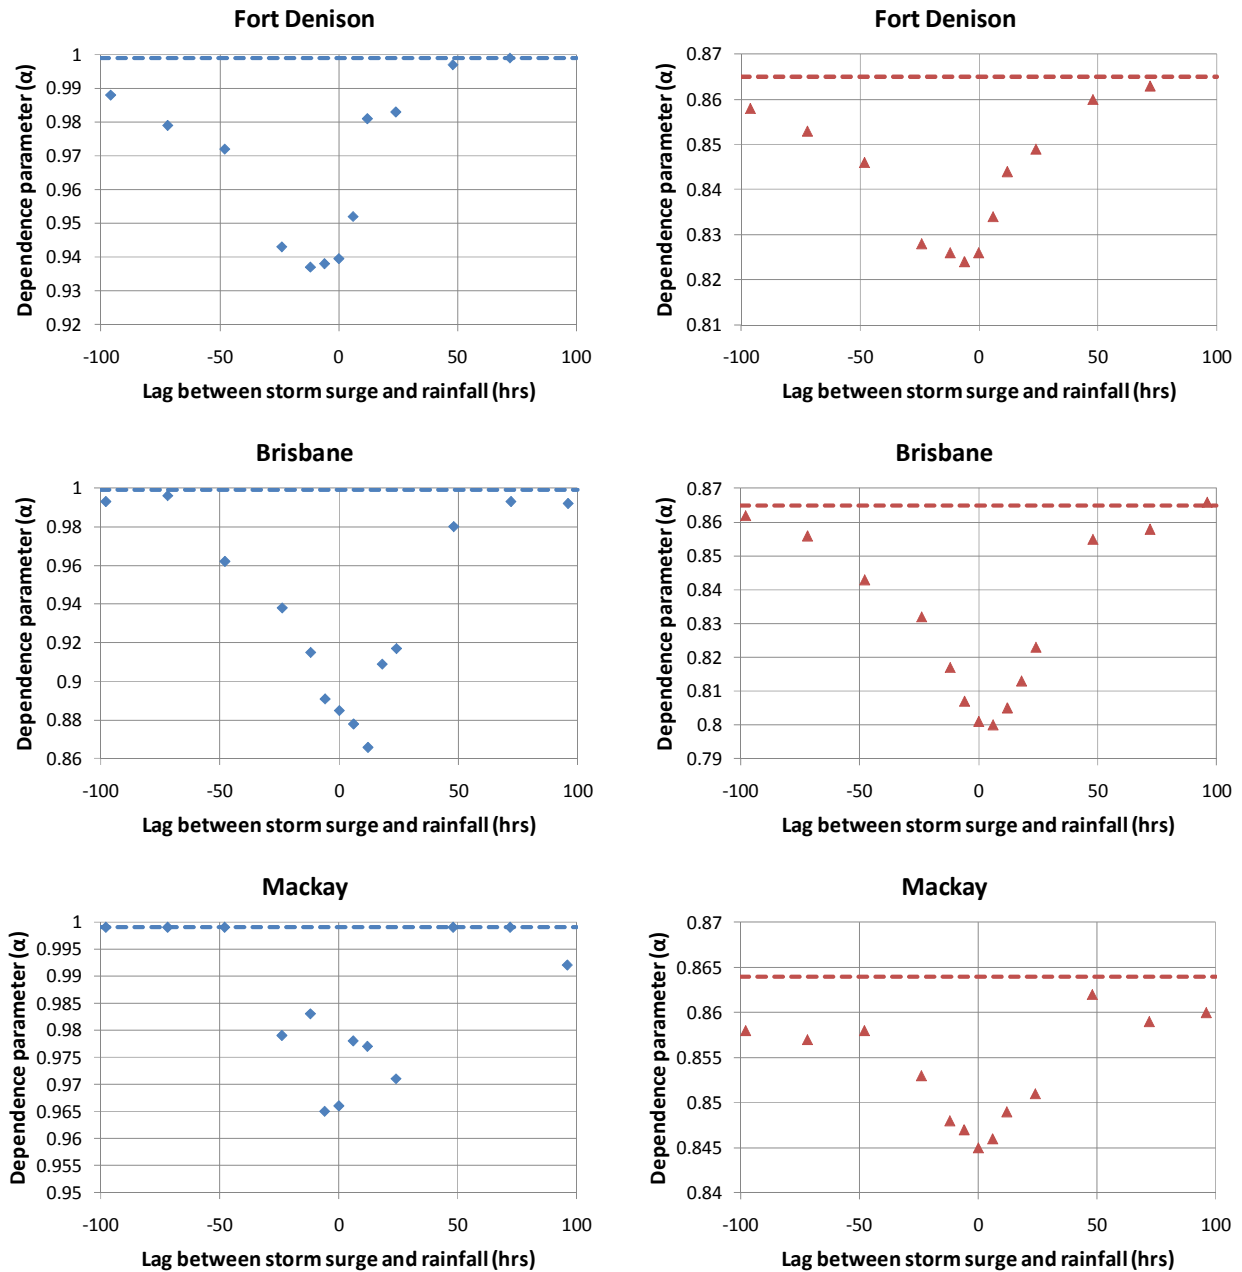 Fort Denison
Dependence parameter (α)
1
0.99
0.98
0.97
0.96
0.95
0.94
0.93
0.92
-100 -50 0 50 100
Lag between storm surge and rainfall (hrs)
Fort Denison
Dependence parameter (α)
0.87
0.86
0.85
0.84
0.83
0.82
0.81
-100 -50 0 50 100
Lag between storm surge and rainfall (hrs)
Brisbane
Dependence parameter (α)
1
0.98
0.96
0.94
0.92
0.9
0.88
0.86
-100 -50 0 50 100
Lag between storm surge and rainfall (hrs)
Brisbane
Dependence parameter (α)
0.87
0.86
0.85
0.84
0.83
0.82
0.81
0.8
0.79
-100 -50 0 50 100
Lag between storm surge and rainfall (hrs)
Mackay
Dependence parameter (α)
1
0.995
0.99
0.985
0.98
0.975
0.97
0.965
0.96
0.955
0.95
-100 -50 0 50 100
Lag between storm surge and rainfall (hrs)
Mackay
Dependence parameter (α)
0.87
0.865
0.86
0.855
0.85
0.845
0.84
-100 -50 0 50 100
Lag between storm surge and rainfall (hrs)